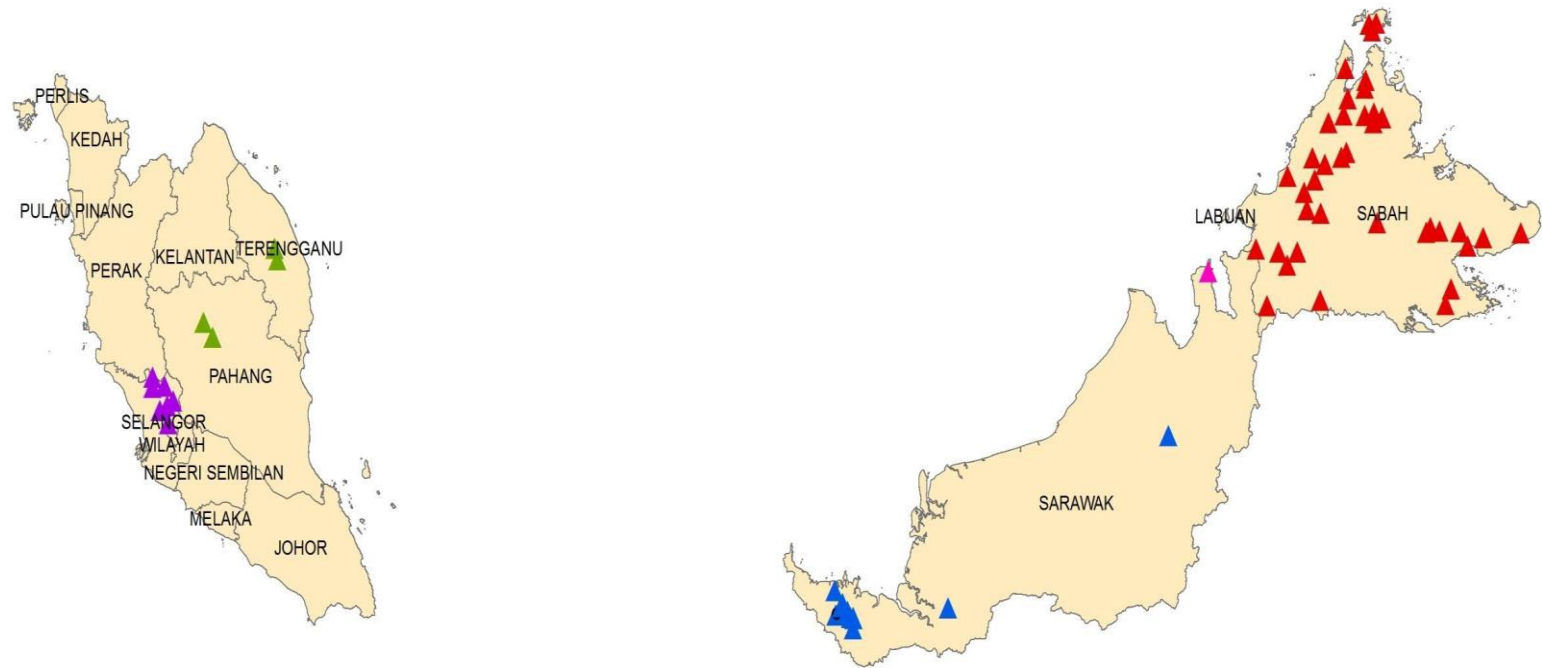 PERLIS
KEDAH
PULAU PINANG
PERAK
KELANTAN
TERENGGANU
PAHANG
SELANGOR
WILAYAH
NEGERI SEMBILAN
MELAKA
JOHOR
LABUAN
SABAH
SARAWAK